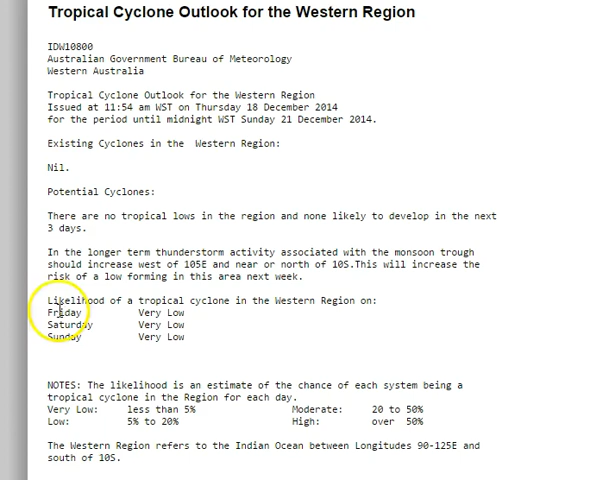 Tropical Cyclone Outlook for the Western Region
IDW10800
Australian Government Bureau of Meteorology
Western Australia
Tropical Cyclone Outlook for the Western Region
Issued at 11:54 am WST on Thursday 18 December 2014
for the period until midnight WST Sunday 21 December 2014.
Existing Cyclones in the  Western Region:
Nil.
Potential Cyclones:
There are no tropical lows in the region and none likely to develop in the next
3 days.
In the longer term thunderstorm activity associated with the monsoon trough
should increase west of 105E and near or north of 10S.This will increase the
risk of a low forming in this area next week.
Likelihood of a tropical cyclone in the Western Region on:
Friday Very Low
Saturday Very Low
Sunday Very Low
NOTES: The likelihood is an estimate of the chance of each system being a
tropical cyclone in the Region for each day.
Very Low: less than 5% Moderate: 20 to 50%
Low: 5% to 20% High: over 50%
The Western Region refers to the Indian Ocean between Longitudes 90-125E and
south of 10S.